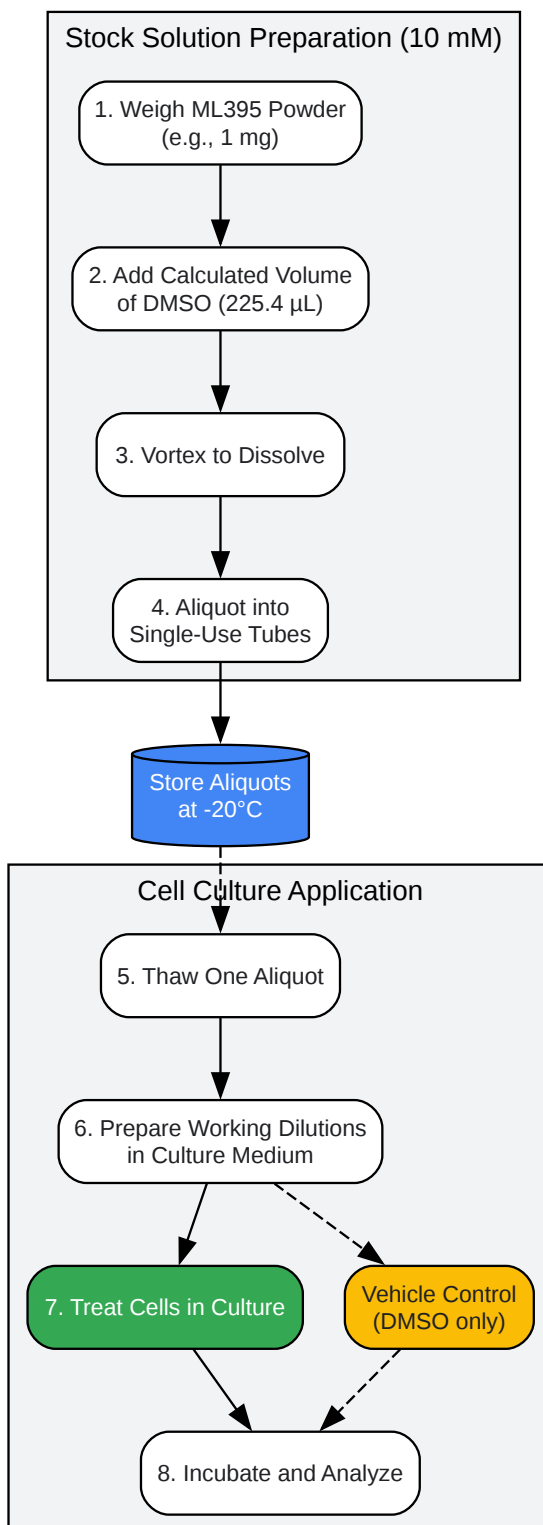 Stock Solution Preparation (10 mM)
1. Weigh ML395 Powder
(e.g., 1 mg)
2. Add Calculated Volume
of DMSO (225.4 µL)
3. Vortex to Dissolve
4. Aliquot into
Single-Use Tubes
Store Aliquots
at -20°C
Cell Culture Application
5. Thaw One Aliquot
6. Prepare Working Dilutions
in Culture Medium
7. Treat Cells in Culture
Vehicle Control
(DMSO only)
8. Incubate and Analyze